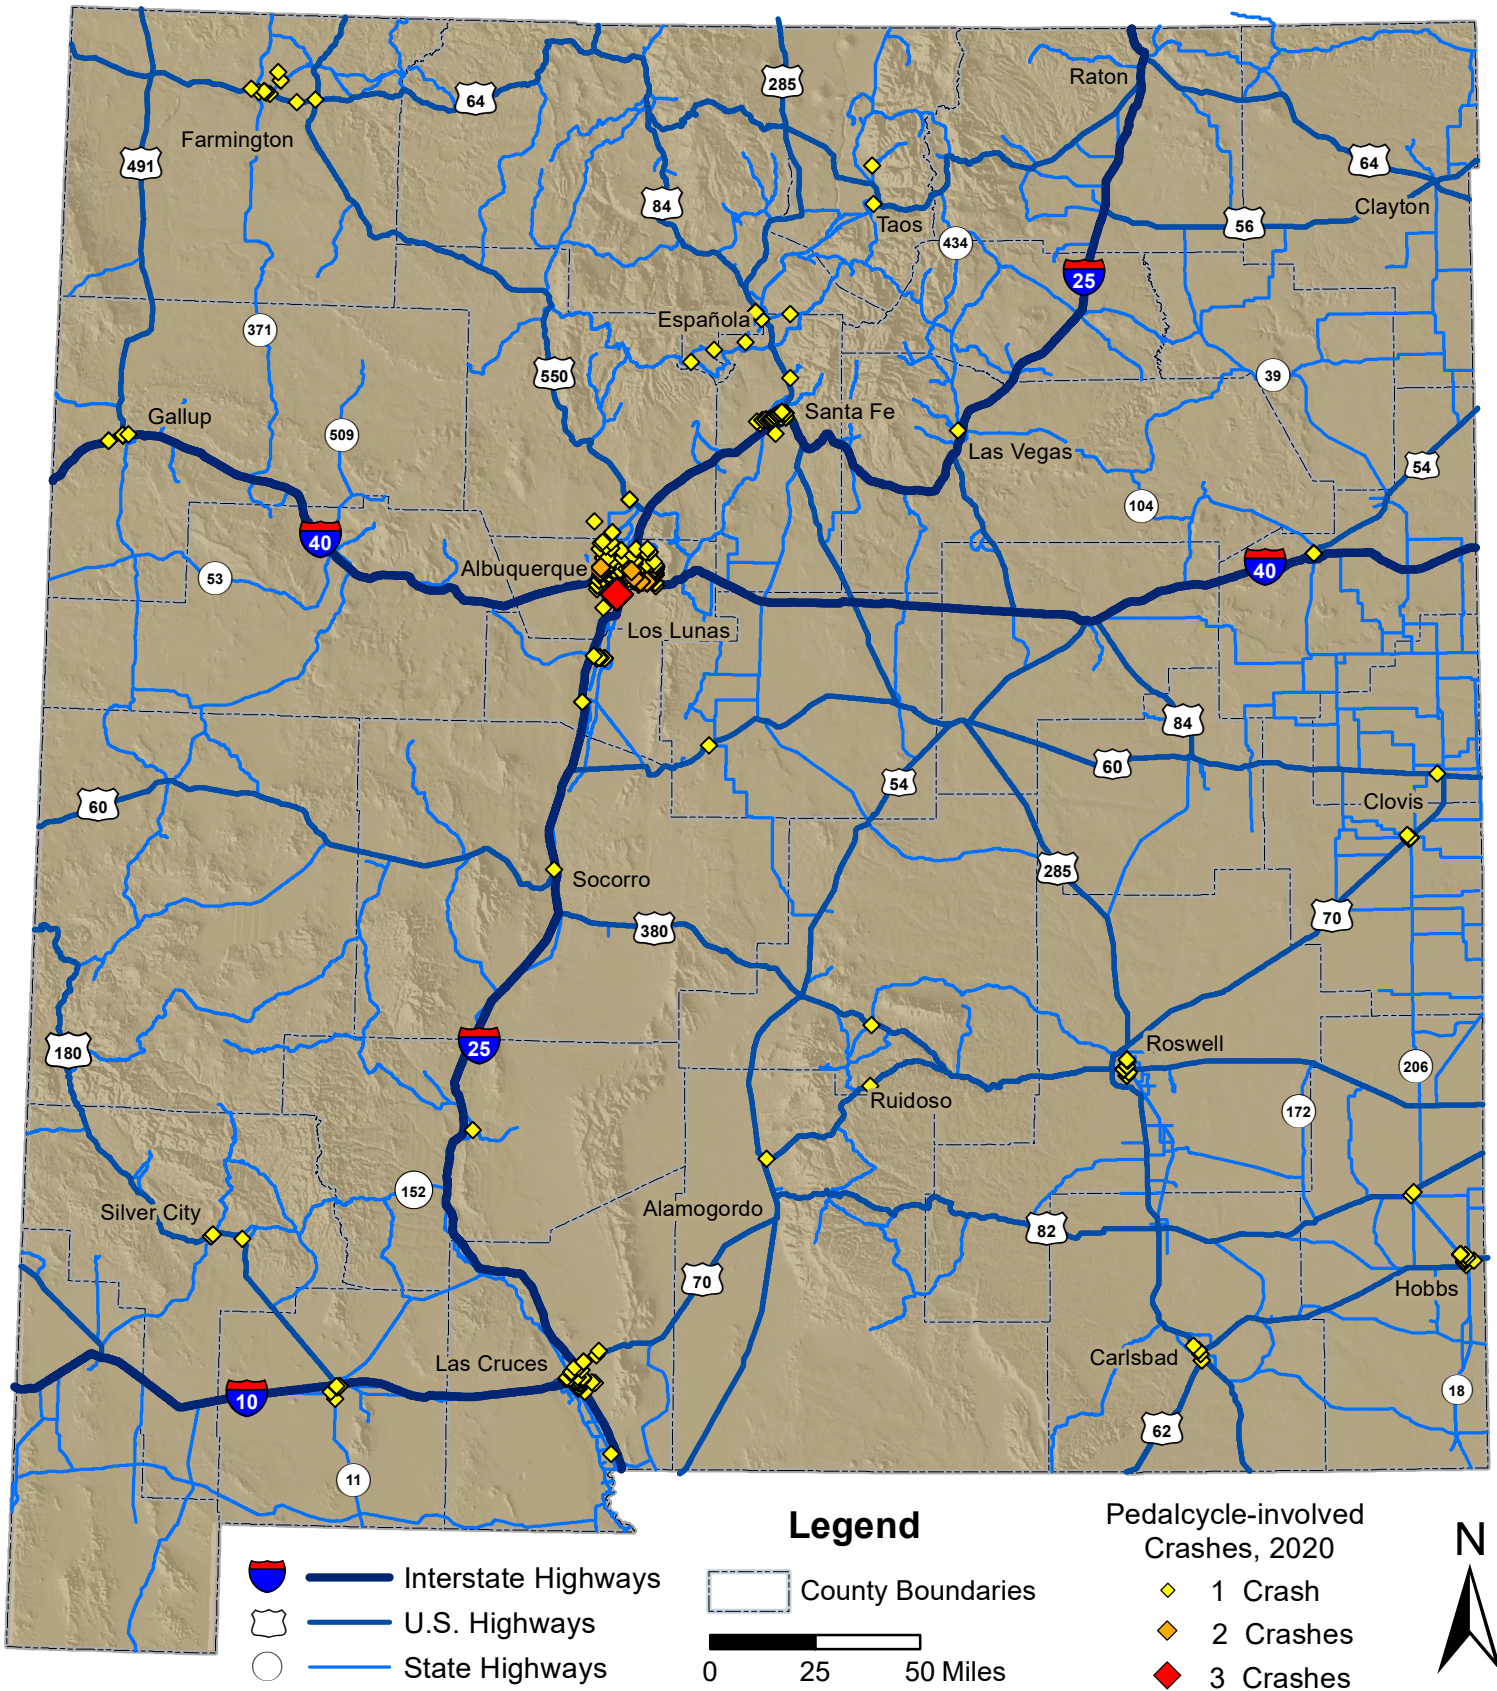 285
Raton
64
Farmington
491
64
84
Clayton
Taos
56
434
25
Española
371
550
39
Gallup
Santa Fe
509
Las Vegas
54
104
40
Albuquerque
40
53
Los Lunas
84
60
54
60
Clovis
285
Socorro
70
380
Roswell
25
180
206
Ruidoso
172
152
Silver City
Alamogordo
82
70
Hobbs
Las Cruces
Carlsbad
10
18
62
11
Legend
Pedalcycle-involved
Crashes, 2020
N
Interstate Highways
County Boundaries
1 Crash
U.S. Highways
2 Crashes
State Highways
0 25 50 Miles
3 Crashes